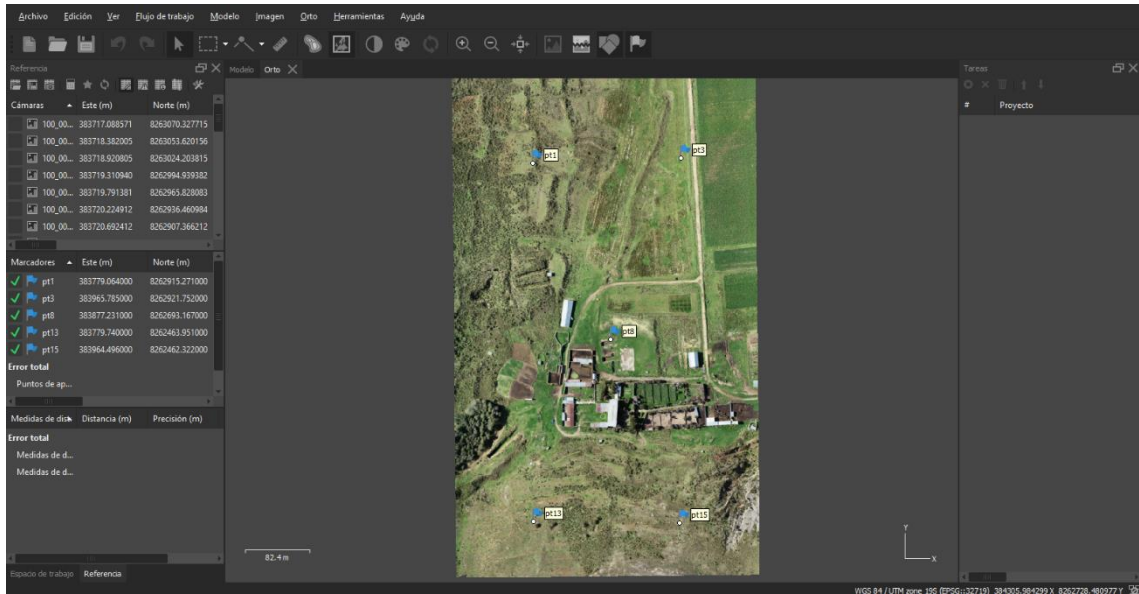 Archivo Edición Ver Flujo de trabajo Modelo Imagen Orto Herramientas Ayuda
Referencia
Modelo Orto
Tareas
Cámaras Este (m) Norte (m)
100_00... 383717.088571 8263070.327715
100_00... 383718.382005 8263053.620156
100_00... 383718.920805 8263024.203815
100_00... 383719.310940 8262994.939382
100_00... 383719.791381 8262965.828083
100_00... 383720.224912 8262936.460984
100_00... 383720.692412 8262907.366212
Marcadores Este (m) Norte (m)
pt1 383779.064000 8262915.271000
pt3 383965.785000 8262921.752000
pt8 383877.231000 8262693.167000
pt13 383779.740000 8262463.951000
pt15 383964.496000 8262462.322000
Error total
Puntos de ap...
Medidas de dis Distancia (m) Precisión (m)
Error total
Medidas de d...
Medidas de d...
Espacio de trabajo Referencia
pt1
pt3
pt8
pt13
pt15
82.4 m
Y
X
# Proyecto
WGS 84 / UTM zone 19S (EPSG::32719) 384305.984299 X 8262728.480977 Y